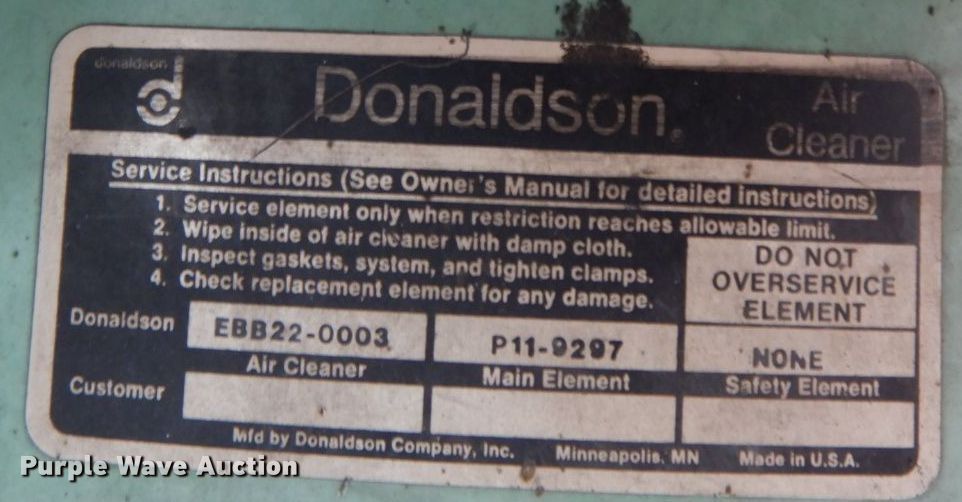 donaldson
Donaldson.
Air
Cleaner
Service Instructions (See Owner's Manual for detailed instructions)
1. Service element only when restriction reaches allowable limit.
2. Wipe inside of air cleaner with damp cloth.
3. Inspect gaskets, system, and tighten clamps.
4. Check replacement element for any damage.
DO NOT
OVERSERVICE
ELEMENT
Donaldson EBB22-0003 P11-9297 NONE
Air Cleaner Main Element Safety Element
Customer
Mfd by Donaldson Company, Inc. Minneapolis, MN Made in U.S.A.
Purple Wave Auction